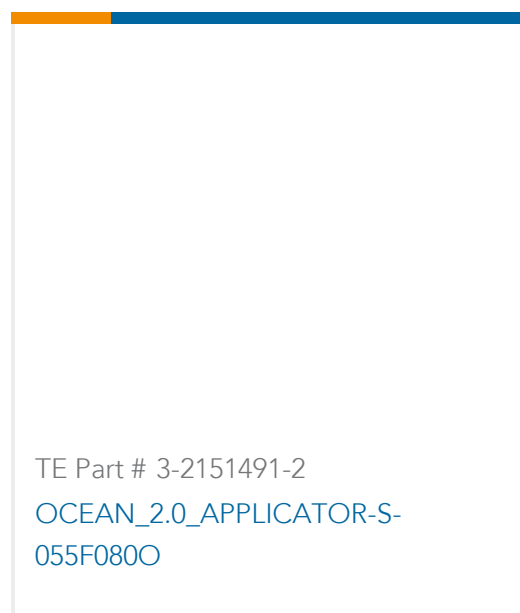 TE Part # 3-2151491-2
OCEAN_2.0_APPLICATOR-S-
055F080O